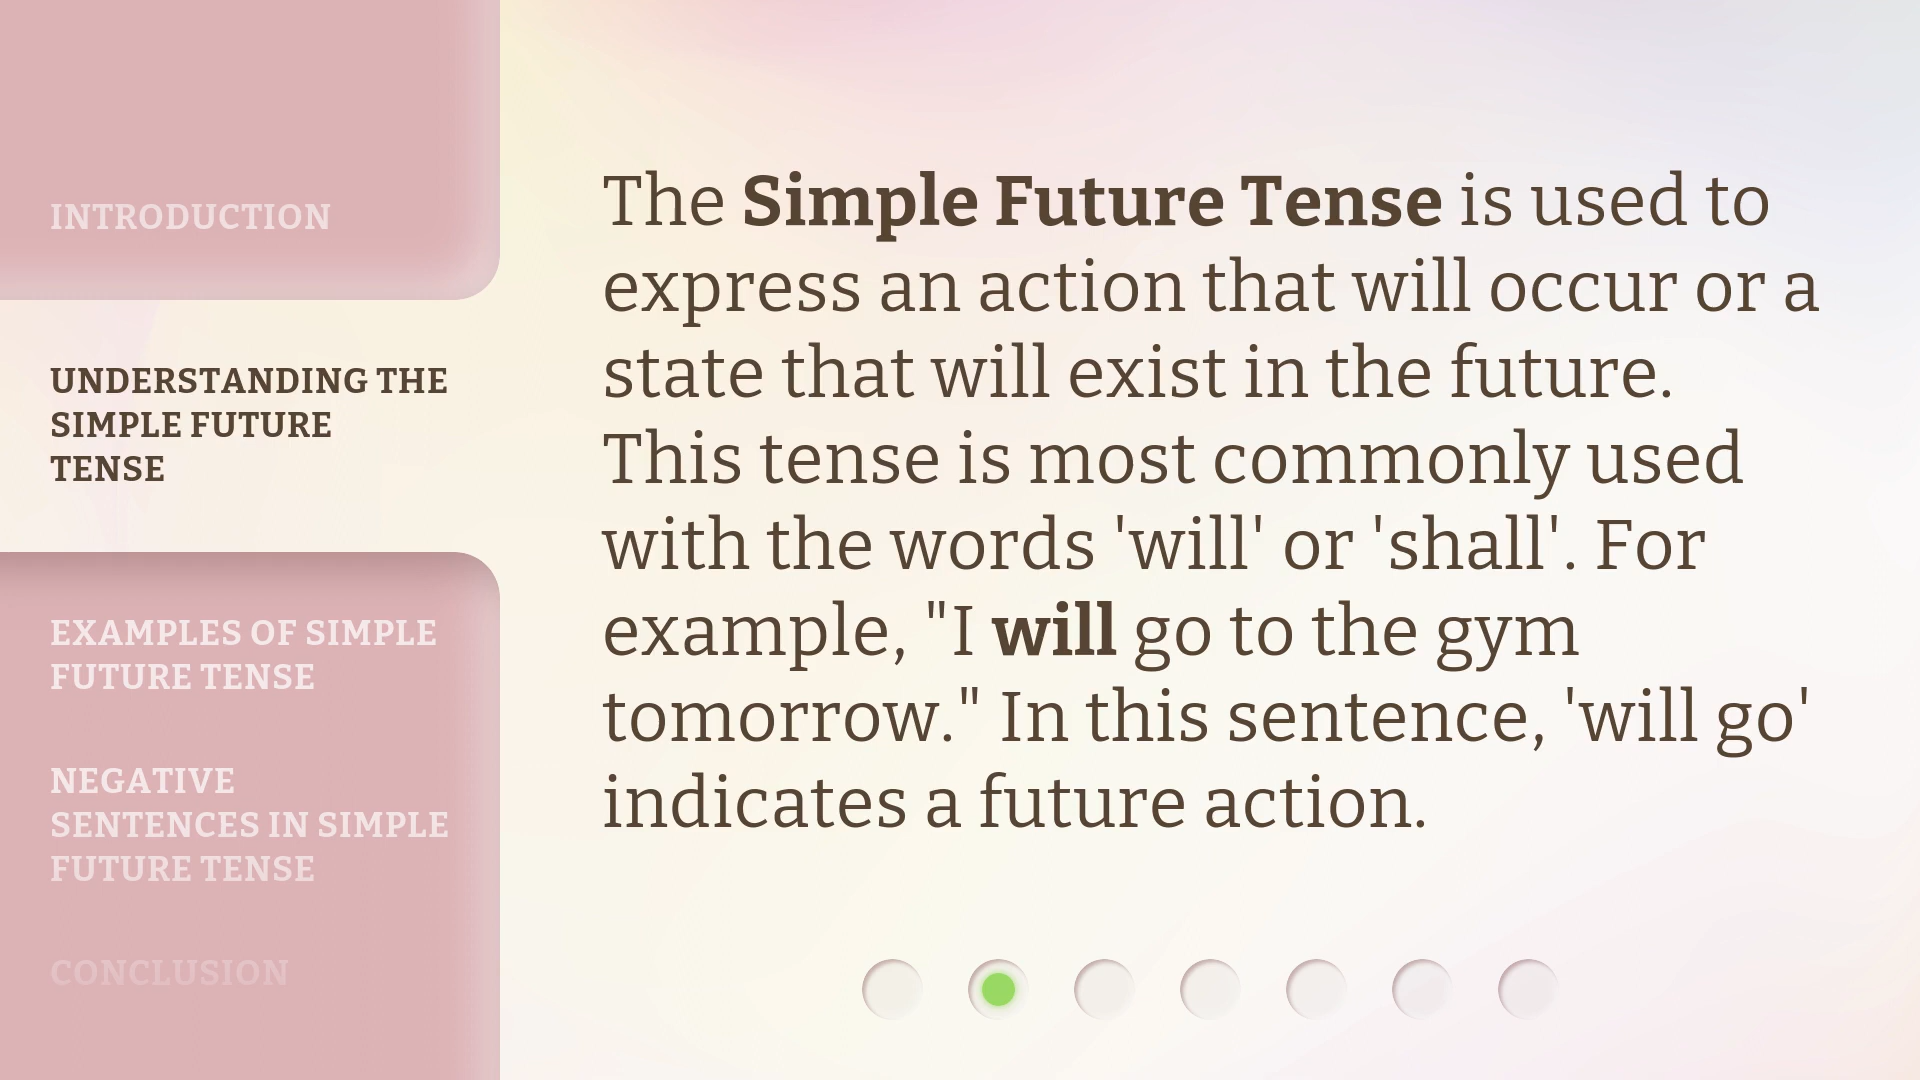 INTRODUCTION
UNDERSTANDING THE
SIMPLE FUTURE
TENSE
EXAMPLES OF SIMPLE
FUTURE TENSE
NEGATIVE
SENTENCES IN SIMPLE
FUTURE TENSE
CONCLUSION
The Simple Future Tense is used to
express an action that will occur or a
state that will exist in the future.
This tense is most commonly used
with the words 'will' or 'shall'. For
example, "I will go to the gym
tomorrow." In this sentence, 'will go'
indicates a future action.